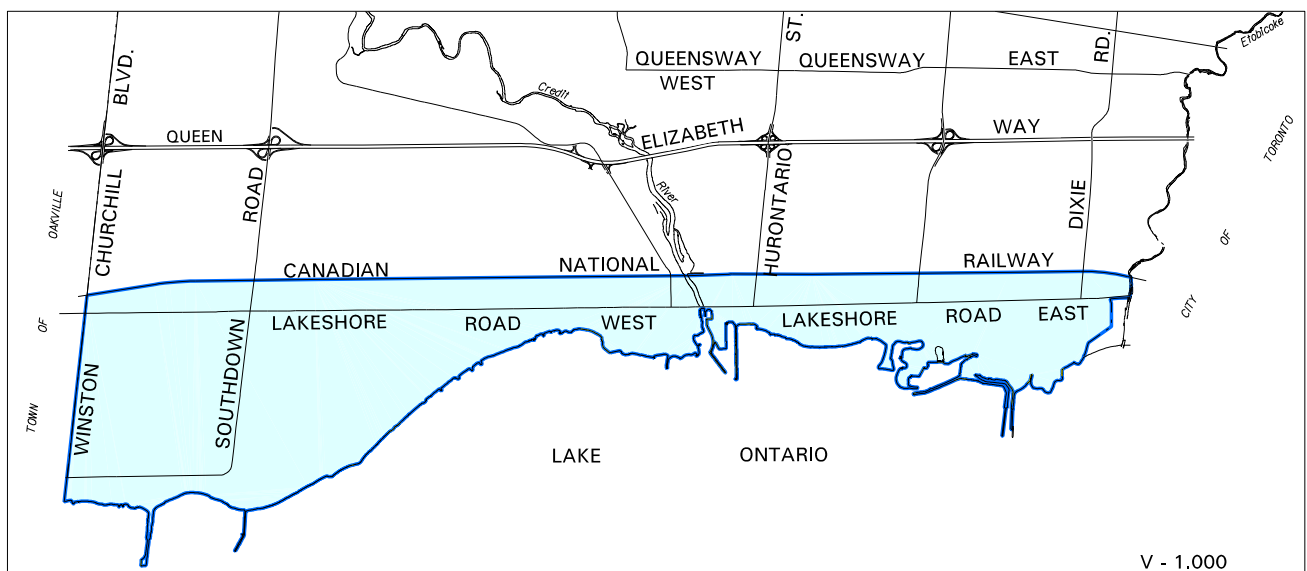 ST.
Etobicoke
BLVD.
RD.
QUEENSWAY QUEENSWAY EAST
WEST
Credit
QUEEN ELIZABETH WAY
TORONTO
OAKVILLE
CHURCHILL
ROAD
River
HURONTARIO
DIXIE
OF
CANADIAN NATIONAL RAILWAY
CITY
OF
LAKESHORE ROAD WEST LAKESHORE ROAD EAST
TOWN
WINSTON
SOUTHDOWN
LAKE ONTARIO
V - 1,000